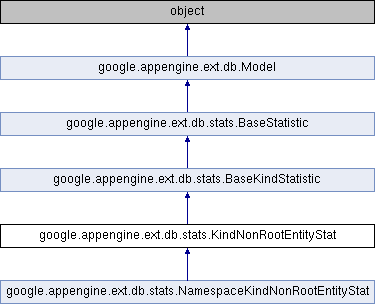 object
google.appengine.ext.db.Model
google.appengine.ext.db.stats.BaseStatistic
google.appengine.ext.db.stats.BaseKindStatistic
google.appengine.ext.db.stats.KindNonRootEntityStat
google.appengine.ext.db.stats.NamespaceKindNonRootEntityStat